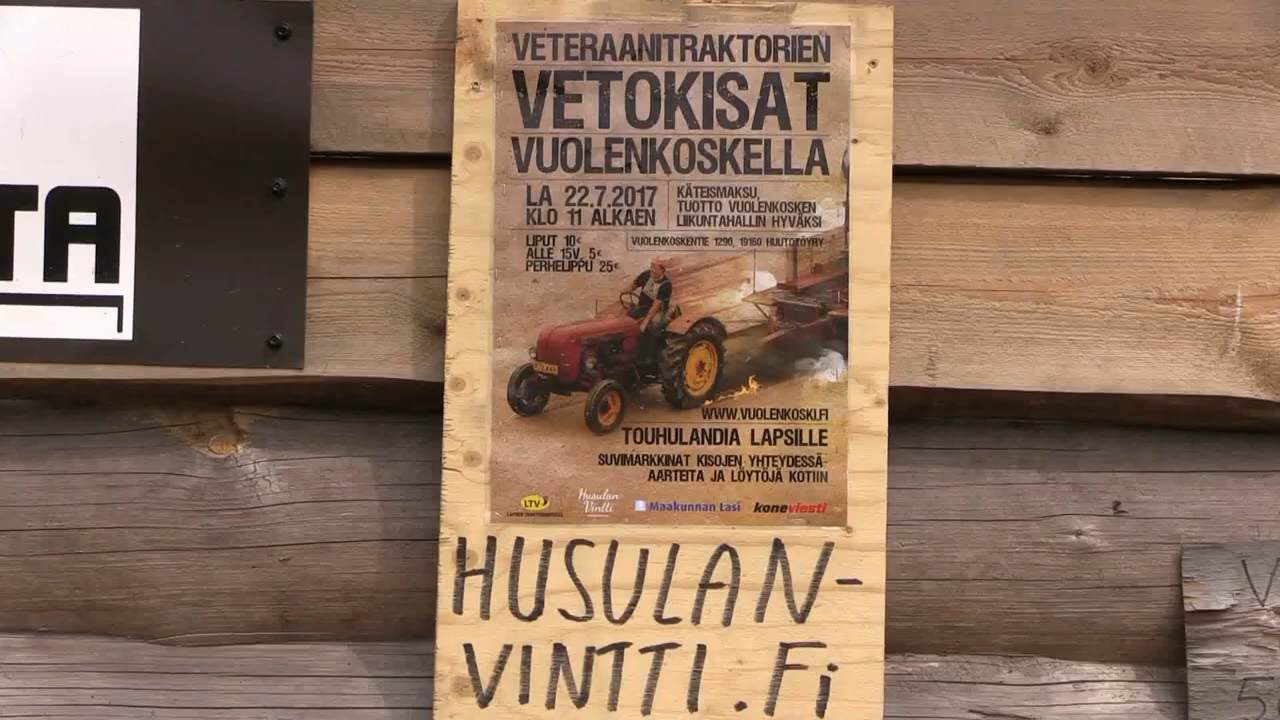 TA
VETERAANITRAKTORIEN
VETOKISAT
VUOLENKOSKELLA
LA 22.7.2017
KLO 11 ALKAEN
KÄTEISMAKSU,
TUOTTO VUOLENKOSKEN
LIIKUNTAHALLIN HYVÄKSI
LIPUT 10€
ALLE 15V. 5€
PERHELIPPU 25€
VUOLENKOSKENTIE 1290, 19160 HUUTOTÖYRY
WWW.VUOLENKOSKI.FI
TOUHULANDIA LAPSILLE
SUVIMARKKINAT KISOJEN YHTEYDESSÄ-
AARTEITA JA LÖYTÖJÄ KOTIIN
LTV
Husulan
Vintti
Maakunnan Lasi
koneviesti
HUSULAN-
VINTTI.Fi
V
5